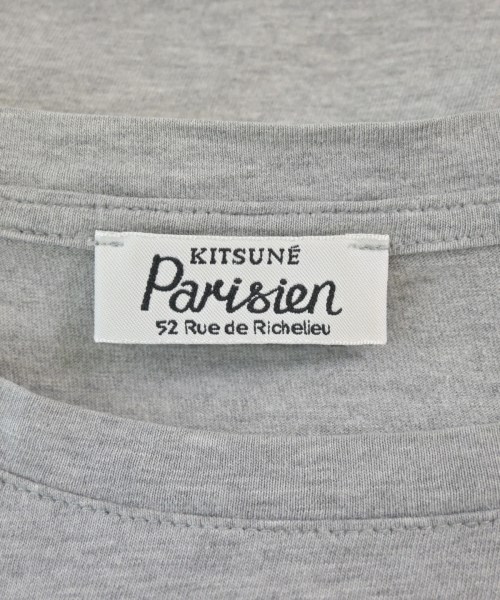 KITSUNÉ
Parisien
52 Rue de Richelieu